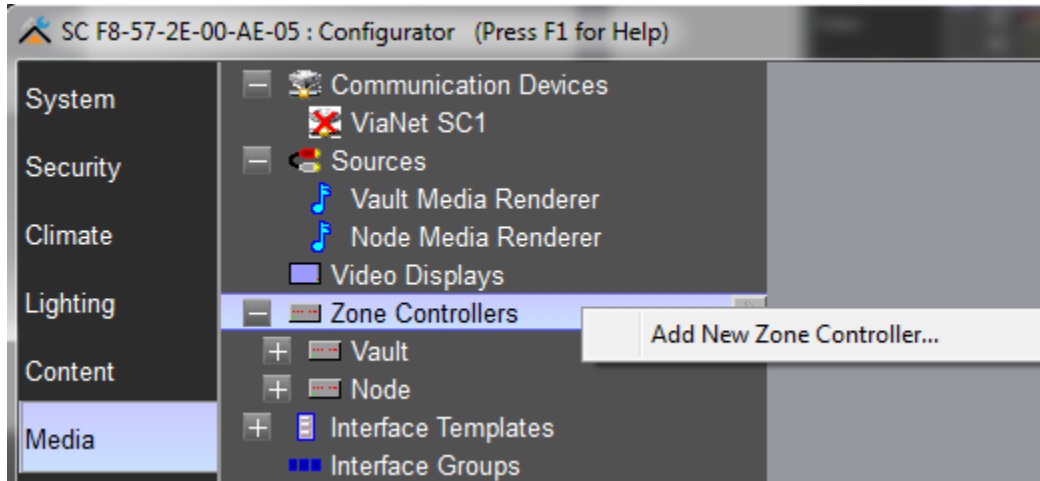 SC F8-57-2E-00-AE-05 : Configurator (Press F1 for Help)
System
Security
Climate
Lighting
Content
Media
Communication Devices
ViaNet SC1
Sources
Vault Media Renderer
Node Media Renderer
Video Displays
Zone Controllers
Vault
Node
Interface Templates
Interface Groups
Add New Zone Controller...